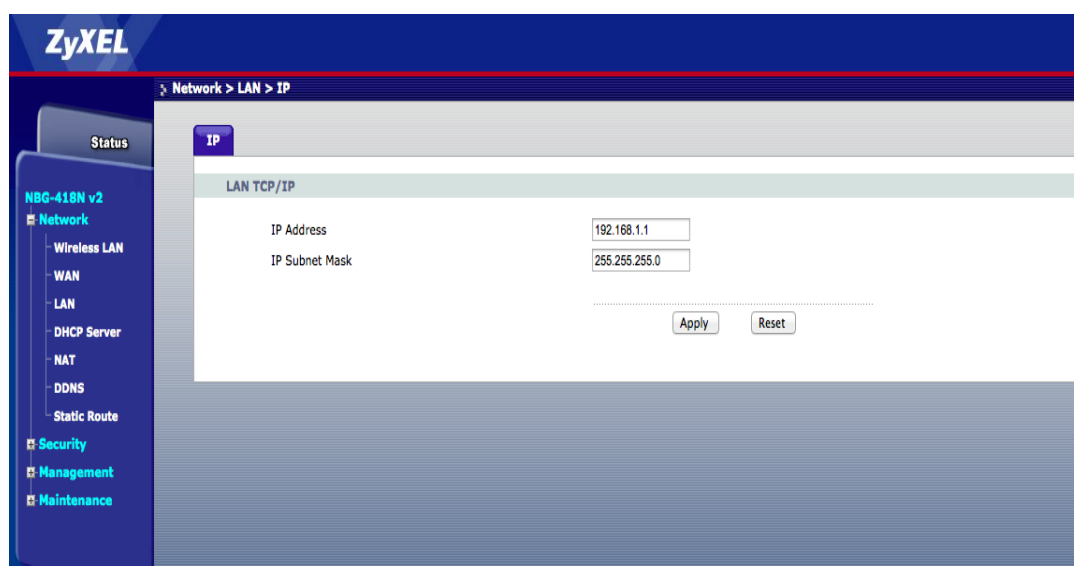 ZyXEL
Network > LAN > IP
Status
IP
LAN TCP/IP
NBG-418N v2
Network
Wireless LAN
WAN
LAN
DHCP Server
NAT
DDNS
Static Route
Security
Management
Maintenance
IP Address 192.168.1.1
IP Subnet Mask 255.255.255.0
Apply Reset